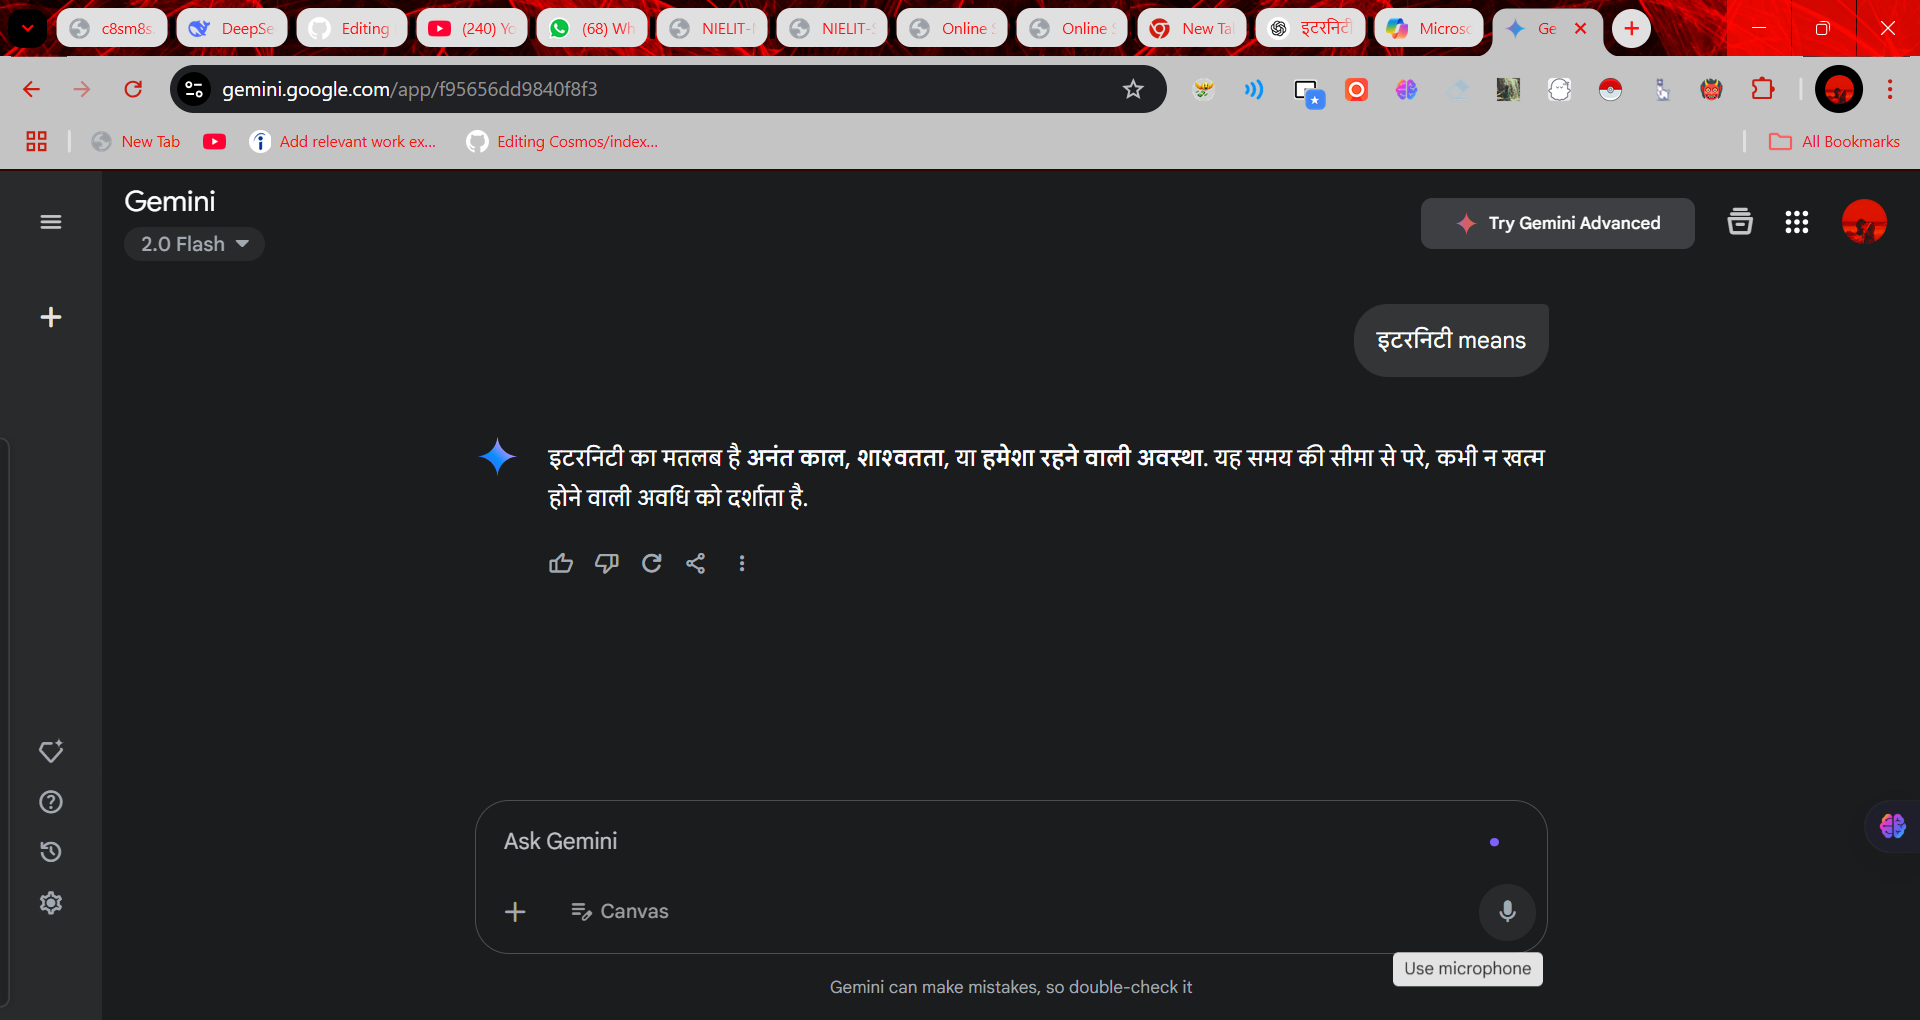 c8sm8s
DeepSe
Editing
(240) Yo
(68) Wh
NIELIT-I
NIELIT-S
Online S
Online S
New Ta
इटरनिटी
Microso
Ge
gemini.google.com/app/f95656dd9840f8f3
New Tab
Add relevant work ex...
Editing Cosmos/index...
All Bookmarks
Gemini
2.0 Flash
Try Gemini Advanced
इटरनिटी means
इटरनिटी का मतलब है अनंत काल, शाश्वतता, या हमेशा रहने वाली अवस्था. यह समय की सीमा से परे, कभी न खत्म
होने वाली अवधि को दर्शाता है.
Ask Gemini
Canvas
Use microphone
Gemini can make mistakes, so double-check it